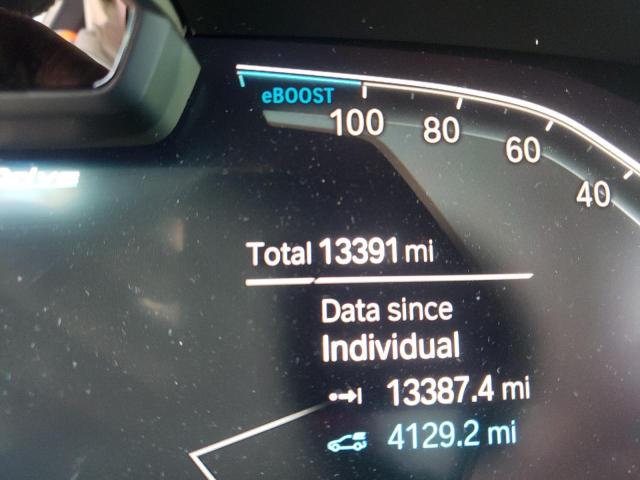 eBOOST
100
80
60
40
Total 13391 mi
Data since
Individual
13387.4 mi
4129.2 mi